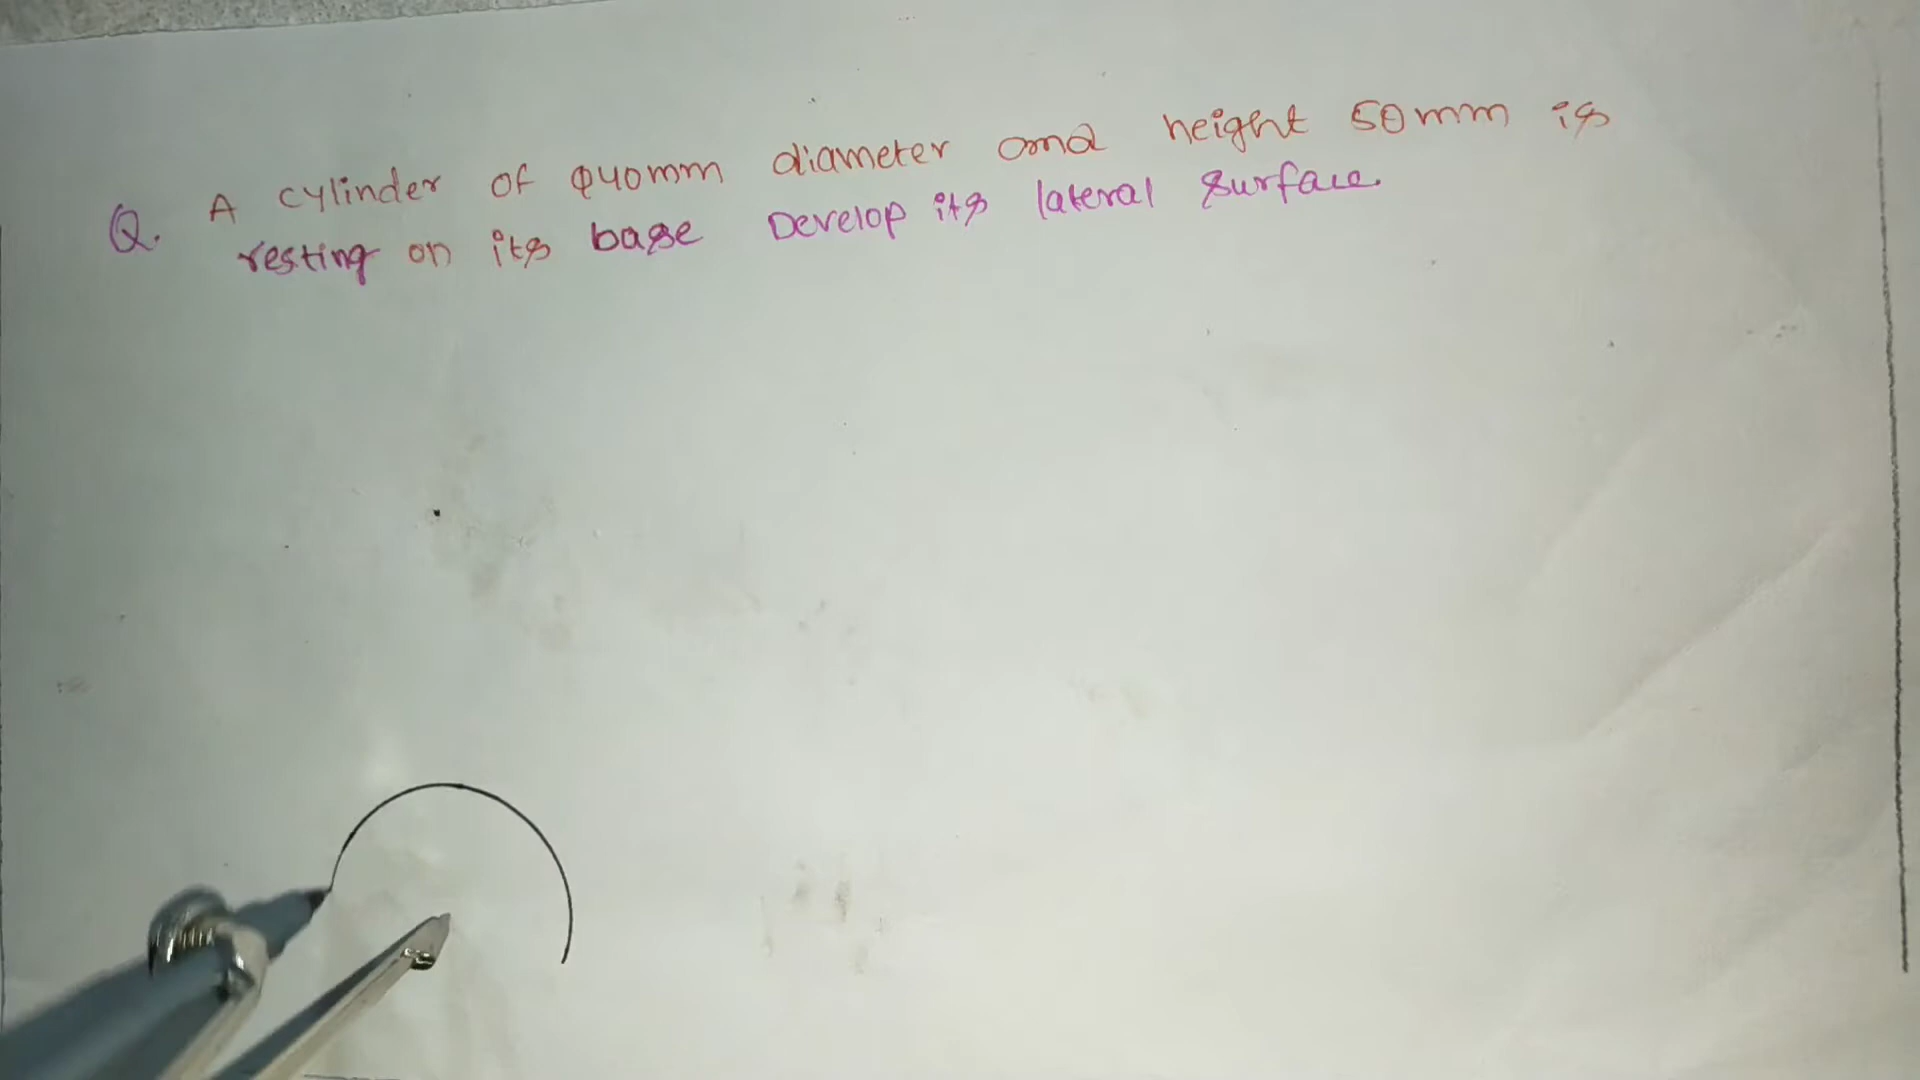 Q. A cylinder of φ40mm diameter and height 50mm is
resting on its base Develop its lateral surface.